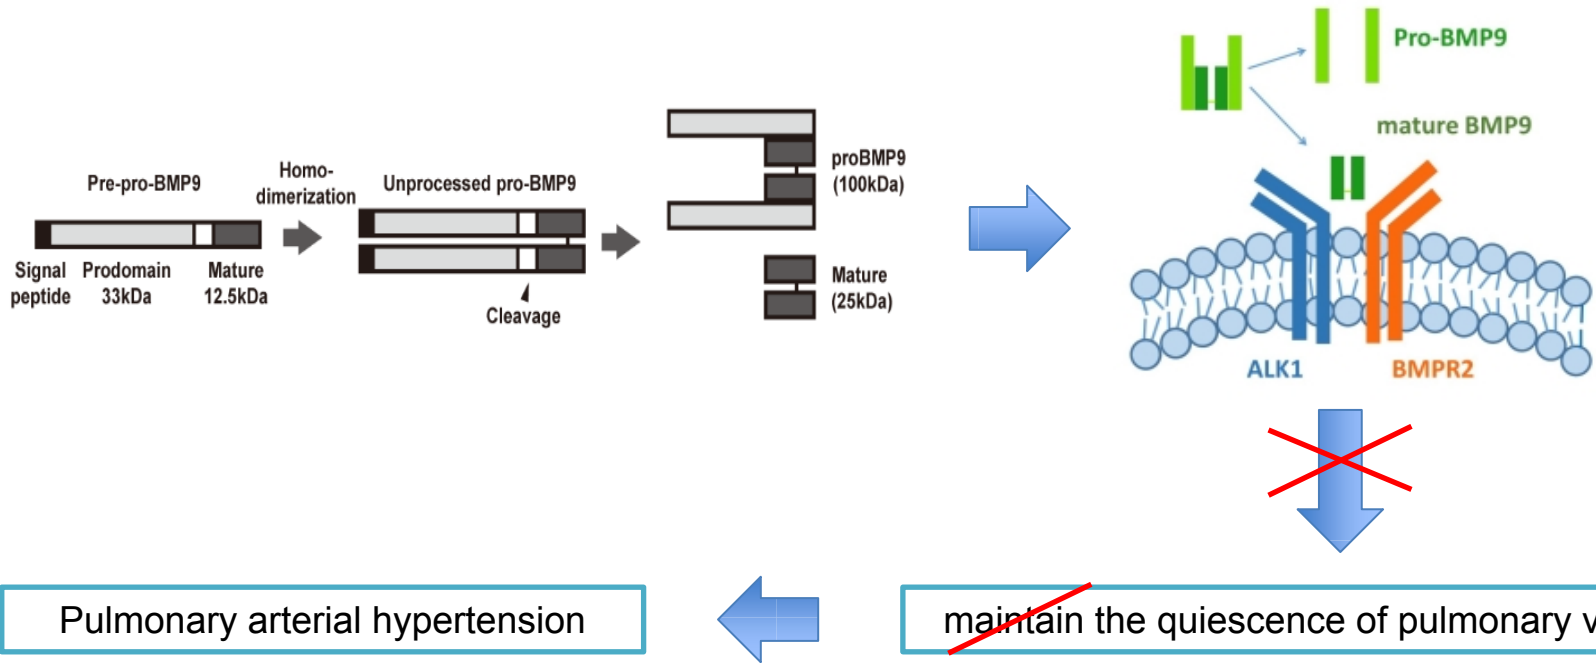 Pre-pro-BMP9
Signal
peptide
Prodomain
33kDa
Mature
12.5kDa
Homo-
dimerization
Unprocessed pro-BMP9
Cleavage
proBMP9
(100kDa)
Mature
(25kDa)
Pro-BMP9
mature BMP9
ALK1
BMPR2
maintain the quiescence of pulmonary
Pulmonary arterial hypertension